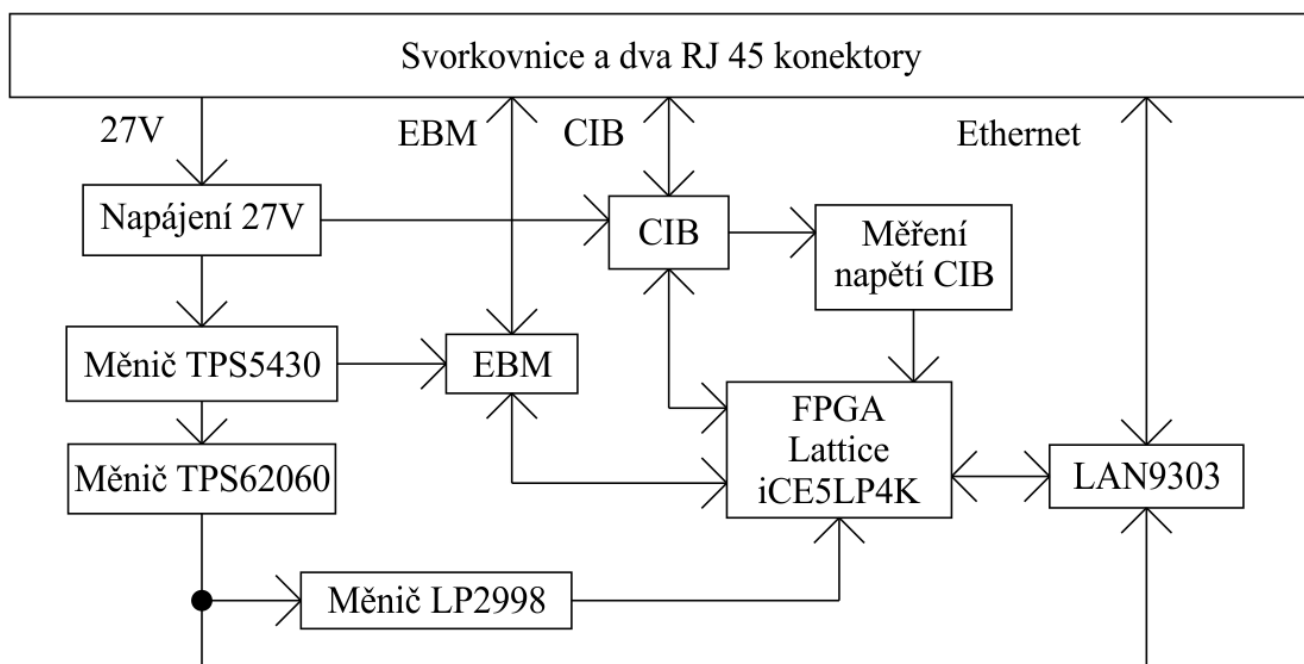 Svorkovnice a dva RJ 45 konektory
27V
EBM
CIB
Ethernet
Napájení 27V
CIB
Měření
napětí CIB
Měnič TPS5430
EBM
FPGA
Lattice
iCE5LP4K
LAN9303
Měnič TPS62060
Měnič LP2998